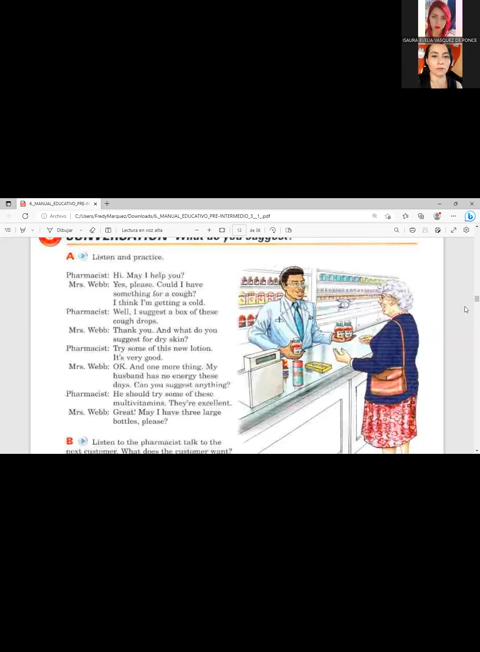 ISAURA EVELIA VASQUEZ DE PONCE
6_MANUAL_EDUCATIVO_PRE-INTERMEDIO_
Archivo C:/Users/FredyMarquez/Downloads/6_MANUAL_EDUCATIVO_PRE-INTERMEDIO_3__1_.pdf
Dibujar Lectura en voz alta 12 de 36
CONVERSATION What do you suggest?
A Listen and practice.
Pharmacist: Hi. May I help you?
Mrs. Webb: Yes, please. Could I have
something for a cough?
I think I'm getting a cold.
Pharmacist: Well, I suggest a box of these
cough drops.
Mrs. Webb: Thank you. And what do you
suggest for dry skin?
Pharmacist: Try some of this new lotion.
It's very good.
Mrs. Webb: OK. And one more thing. My
husband has no energy these
days. Can you suggest anything?
Pharmacist: He should try some of these
multivitamins. They're excellent.
Mrs. Webb: Great! May I have three large
bottles, please?
B Listen to the pharmacist talk to the
next customer. What does the customer want?